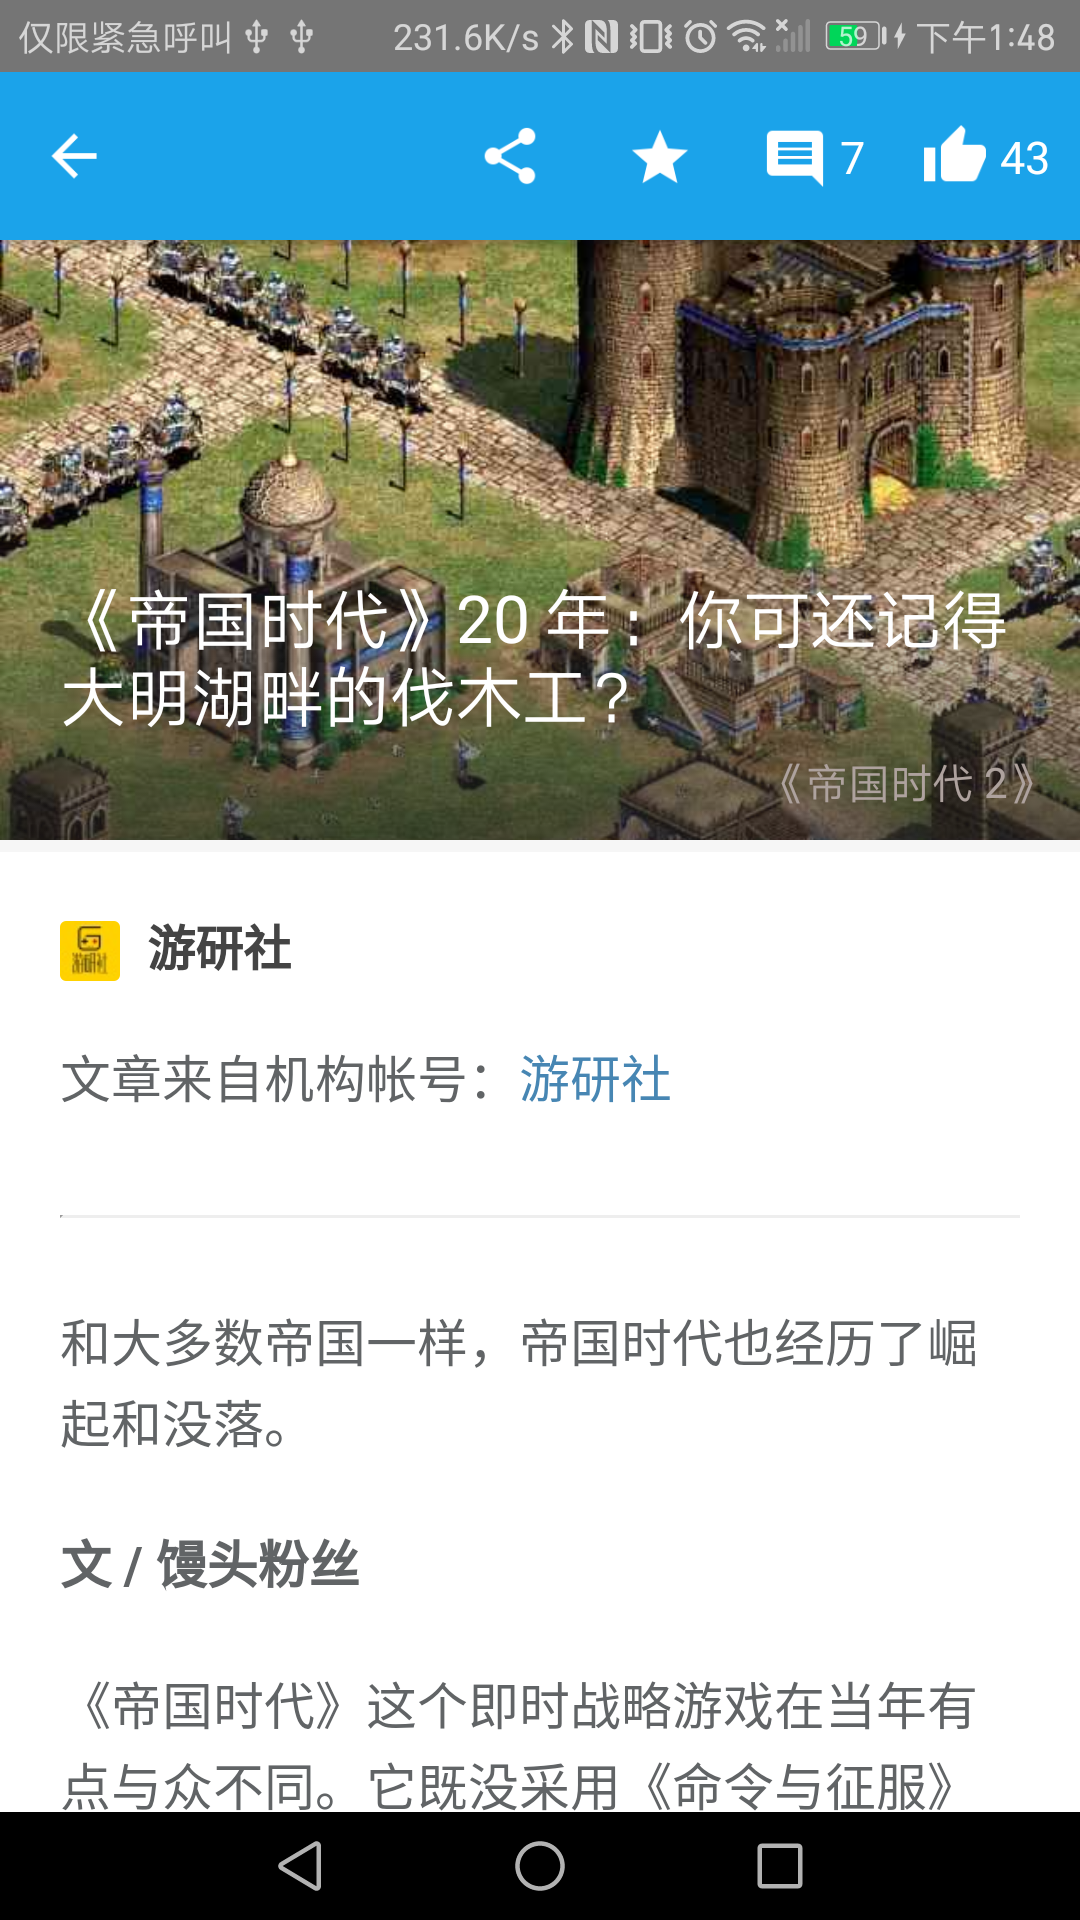 仅限紧急呼叫 231.6K/s 59 下午1:48
7 43
《帝国时代》20 年：你可还记得
大明湖畔的伐木工？
《帝国时代 2》
游研社 游研社
文章来自机构帐号：游研社
和大多数帝国一样，帝国时代也经历了崛
起和没落。
文 / 馒头粉丝
《帝国时代》这个即时战略游戏在当年有
点与众不同。它既没采用《命令与征服》